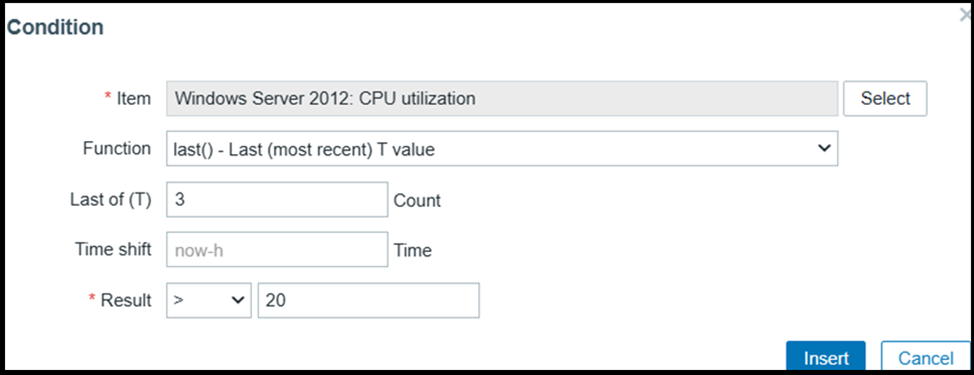 Condition
* Item Windows Server 2012: CPU utilization Select
Function last() - Last (most recent) T value
Last of (T) 3 Count
Time shift now-h Time
* Result > 20
Insert Cancel